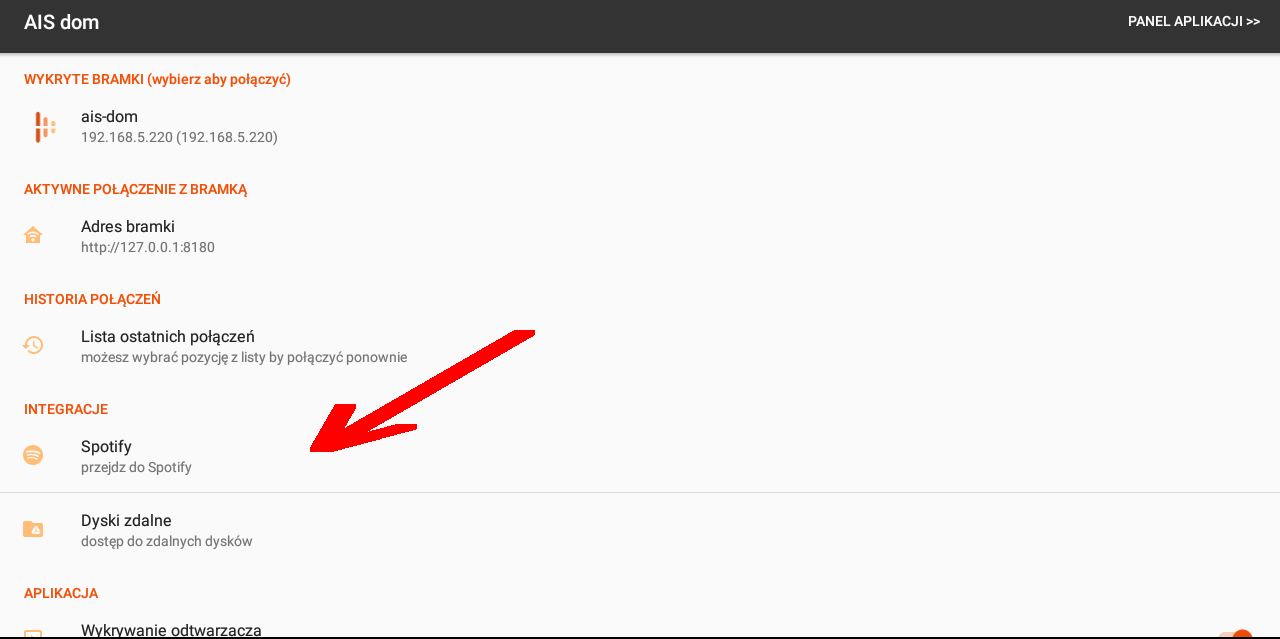 AIS dom
PANEL APLIKACJI >>
WYKRYTE BRAMKI (wybierz aby połączyć)
ais-dom
192.168.5.220 (192.168.5.220)
AKTYWNE POŁĄCZENIE Z BRAMKĄ
Adres bramki
http://127.0.0.1:8180
HISTORIA POŁĄCZEŃ
Lista ostatnich połączeń
możesz wybrać pozycję z listy by połączyć ponownie
INTEGRACJE
Spotify
przejdz do Spotify
Dyski zdalne
dostęp do zdalnych dysków
APLIKACJA
Wykrywanie odtwarzacza